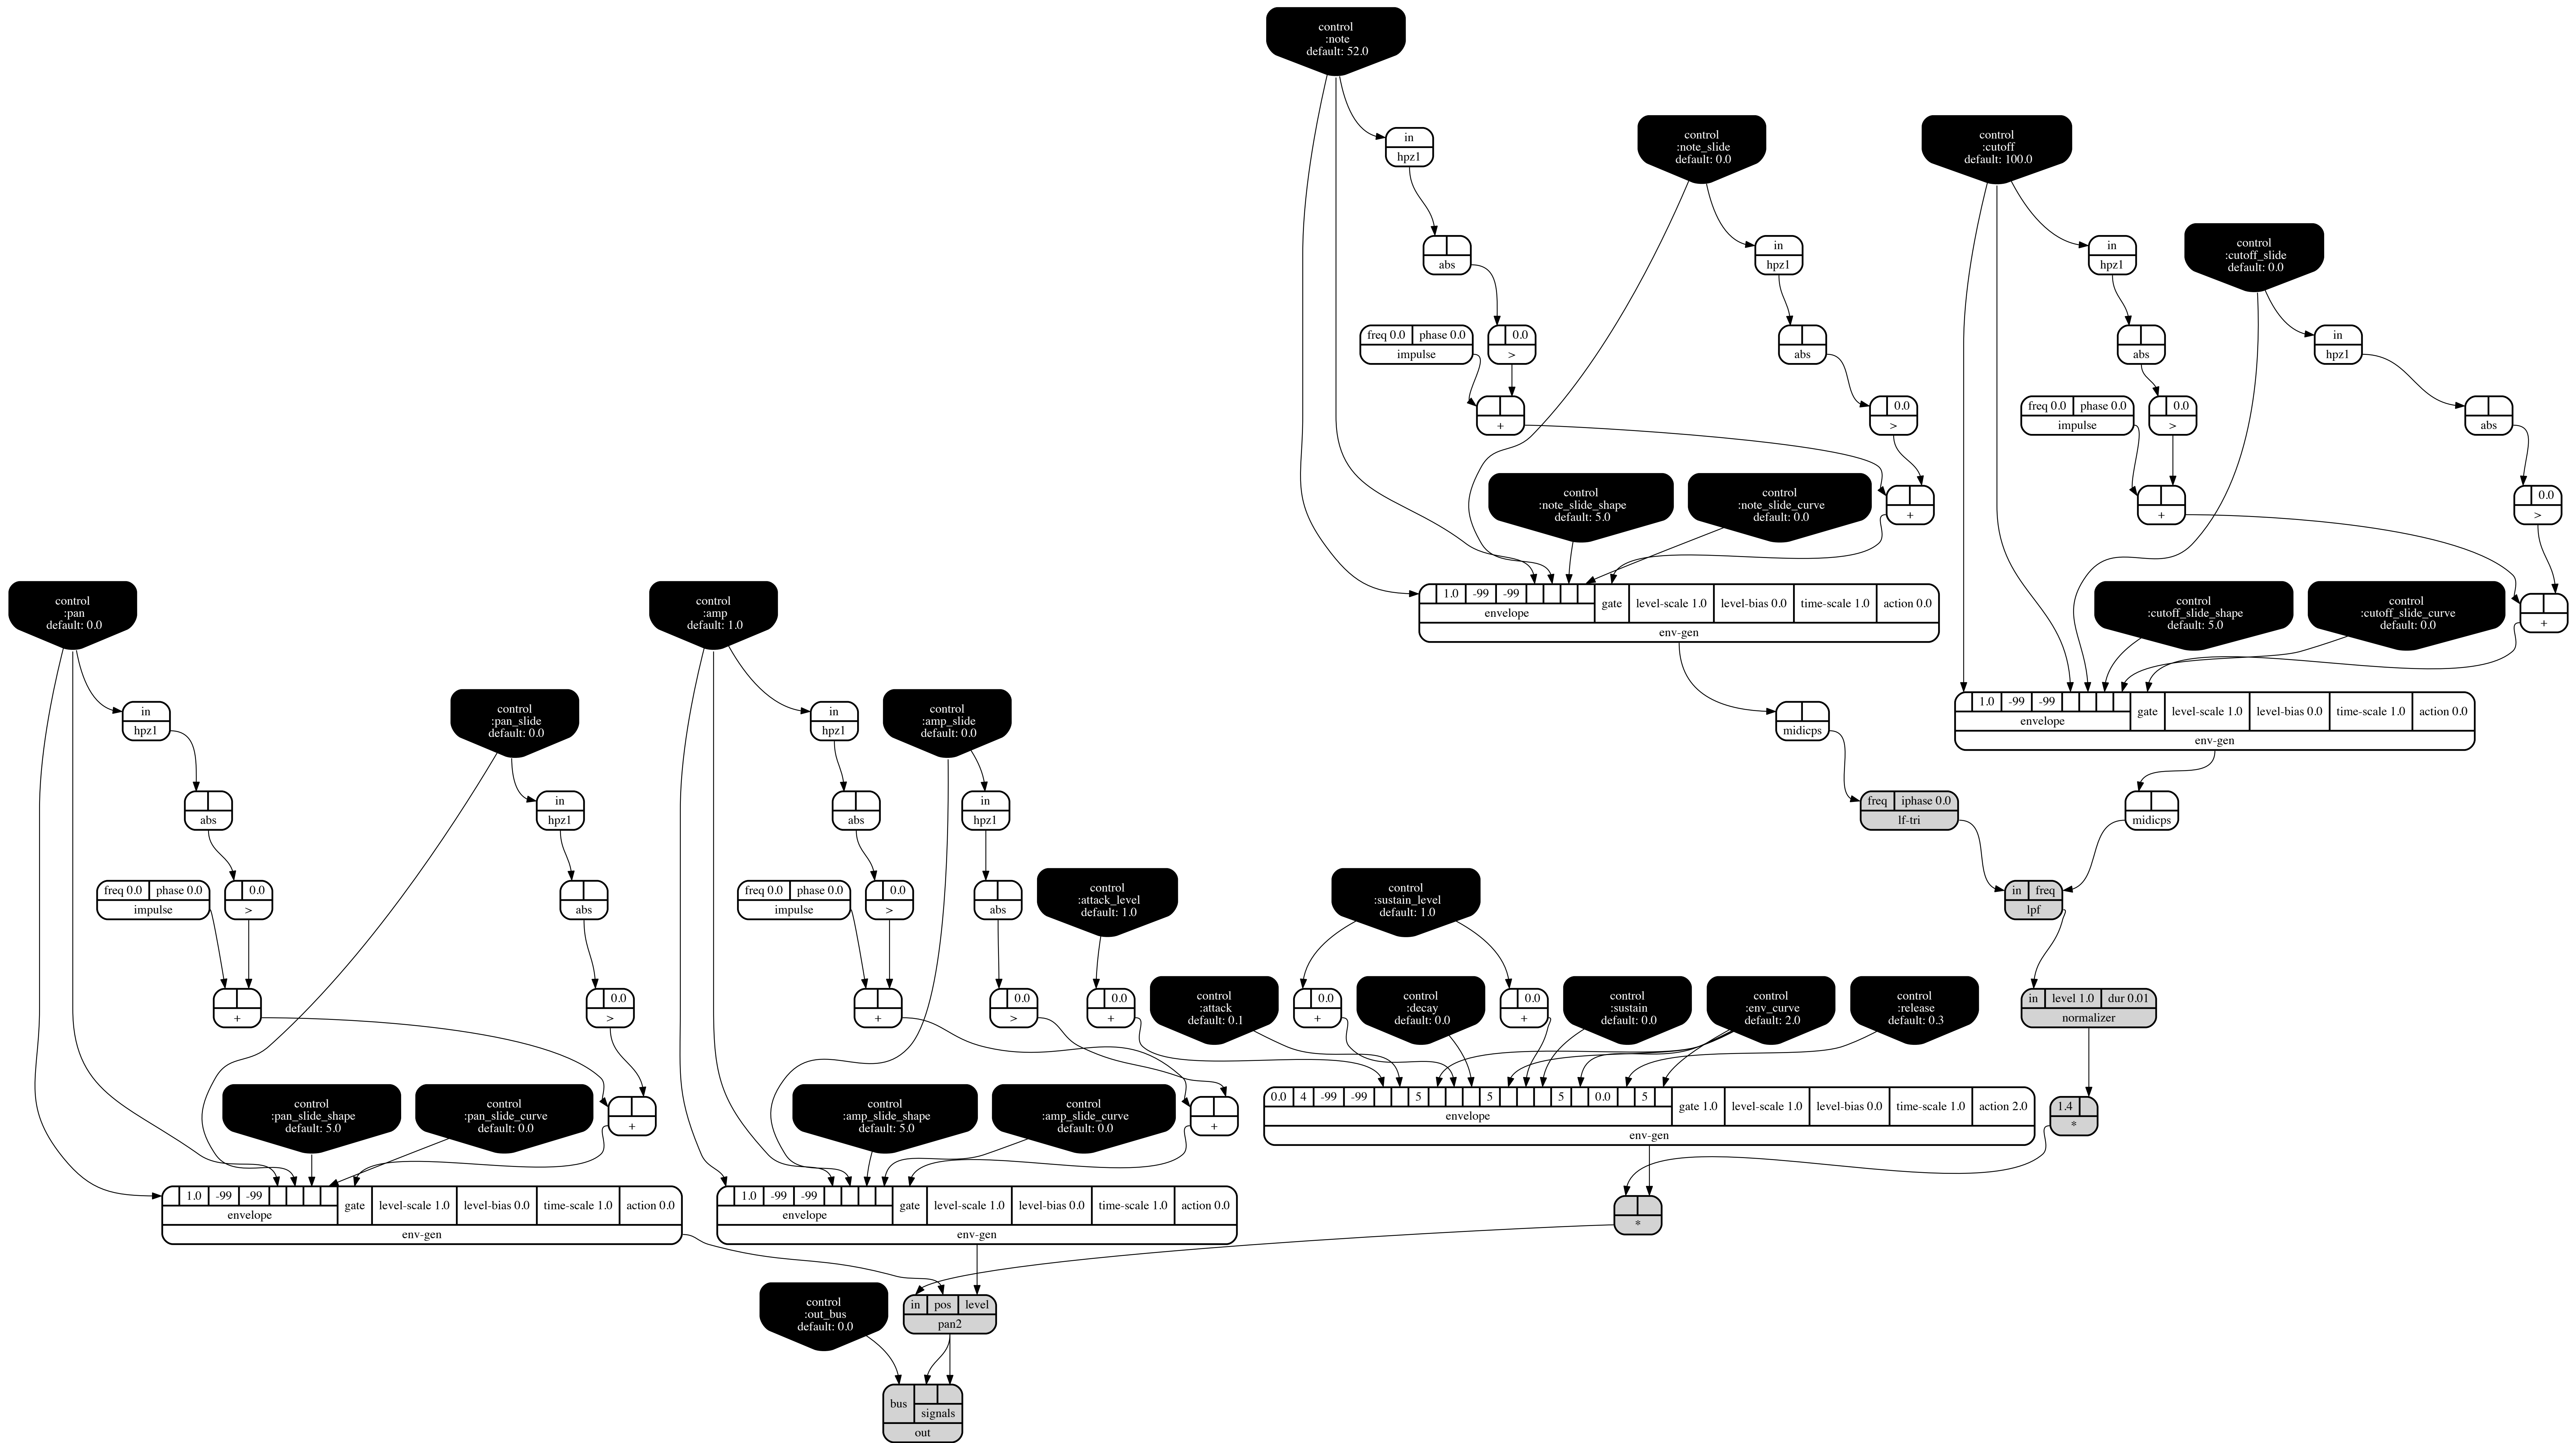 control
:note
default: 52.0
in
hpz1
control
:note_slide
default: 0.0
control
:cutoff
default: 100.0
abs
in
hpz1
in
hpz1
control
:cutoff_slide
default: 0.0
freq 0.0 phase 0.0
impulse
0.0
>
abs
abs
in
hpz1
+
0.0
>
freq 0.0 phase 0.0
impulse
0.0
>
abs
control
:note_slide_shape
default: 5.0
control
:note_slide_curve
default: 0.0
+
+
0.0
>
control
:pan
default: 0.0
control
:amp
default: 1.0
1.0 -99 -99
envelope
gate level-scale 1.0 level-bias 0.0 time-scale 1.0 action 0.0
env-gen
control
:cutoff_slide_shape
default: 5.0
control
:cutoff_slide_curve
default: 0.0
+
in
hpz1
control
:pan_slide
default: 0.0
in
hpz1
control
:amp_slide
default: 0.0
midicps
1.0 -99 -99
envelope
gate level-scale 1.0 level-bias 0.0 time-scale 1.0 action 0.0
env-gen
abs
in
hpz1
abs
in
hpz1
freq iphase 0.0
lf-tri
midicps
freq 0.0 phase 0.0
impulse
0.0
>
abs
freq 0.0 phase 0.0
impulse
0.0
>
abs
control
:attack_level
default: 1.0
control
:sustain_level
default: 1.0
in freq
lpf
+
0.0
>
+
0.0
>
0.0
+
control
:attack
default: 0.1
0.0
+
control
:decay
default: 0.0
0.0
+
control
:sustain
default: 0.0
control
:env_curve
default: 2.0
control
:release
default: 0.3
in level 1.0 dur 0.01
normalizer
control
:pan_slide_shape
default: 5.0
control
:pan_slide_curve
default: 0.0
+
control
:amp_slide_shape
default: 5.0
control
:amp_slide_curve
default: 0.0
+
0.0 4 -99 -99 5 5 5 0.0 5
envelope
gate 1.0 level-scale 1.0 level-bias 0.0 time-scale 1.0 action 2.0
env-gen
1.4
*
1.0 -99 -99
envelope
gate level-scale 1.0 level-bias 0.0 time-scale 1.0 action 0.0
env-gen
1.0 -99 -99
envelope
gate level-scale 1.0 level-bias 0.0 time-scale 1.0 action 0.0
env-gen
*
control
:out_bus
default: 0.0
in pos level
pan2
bus
signals
out